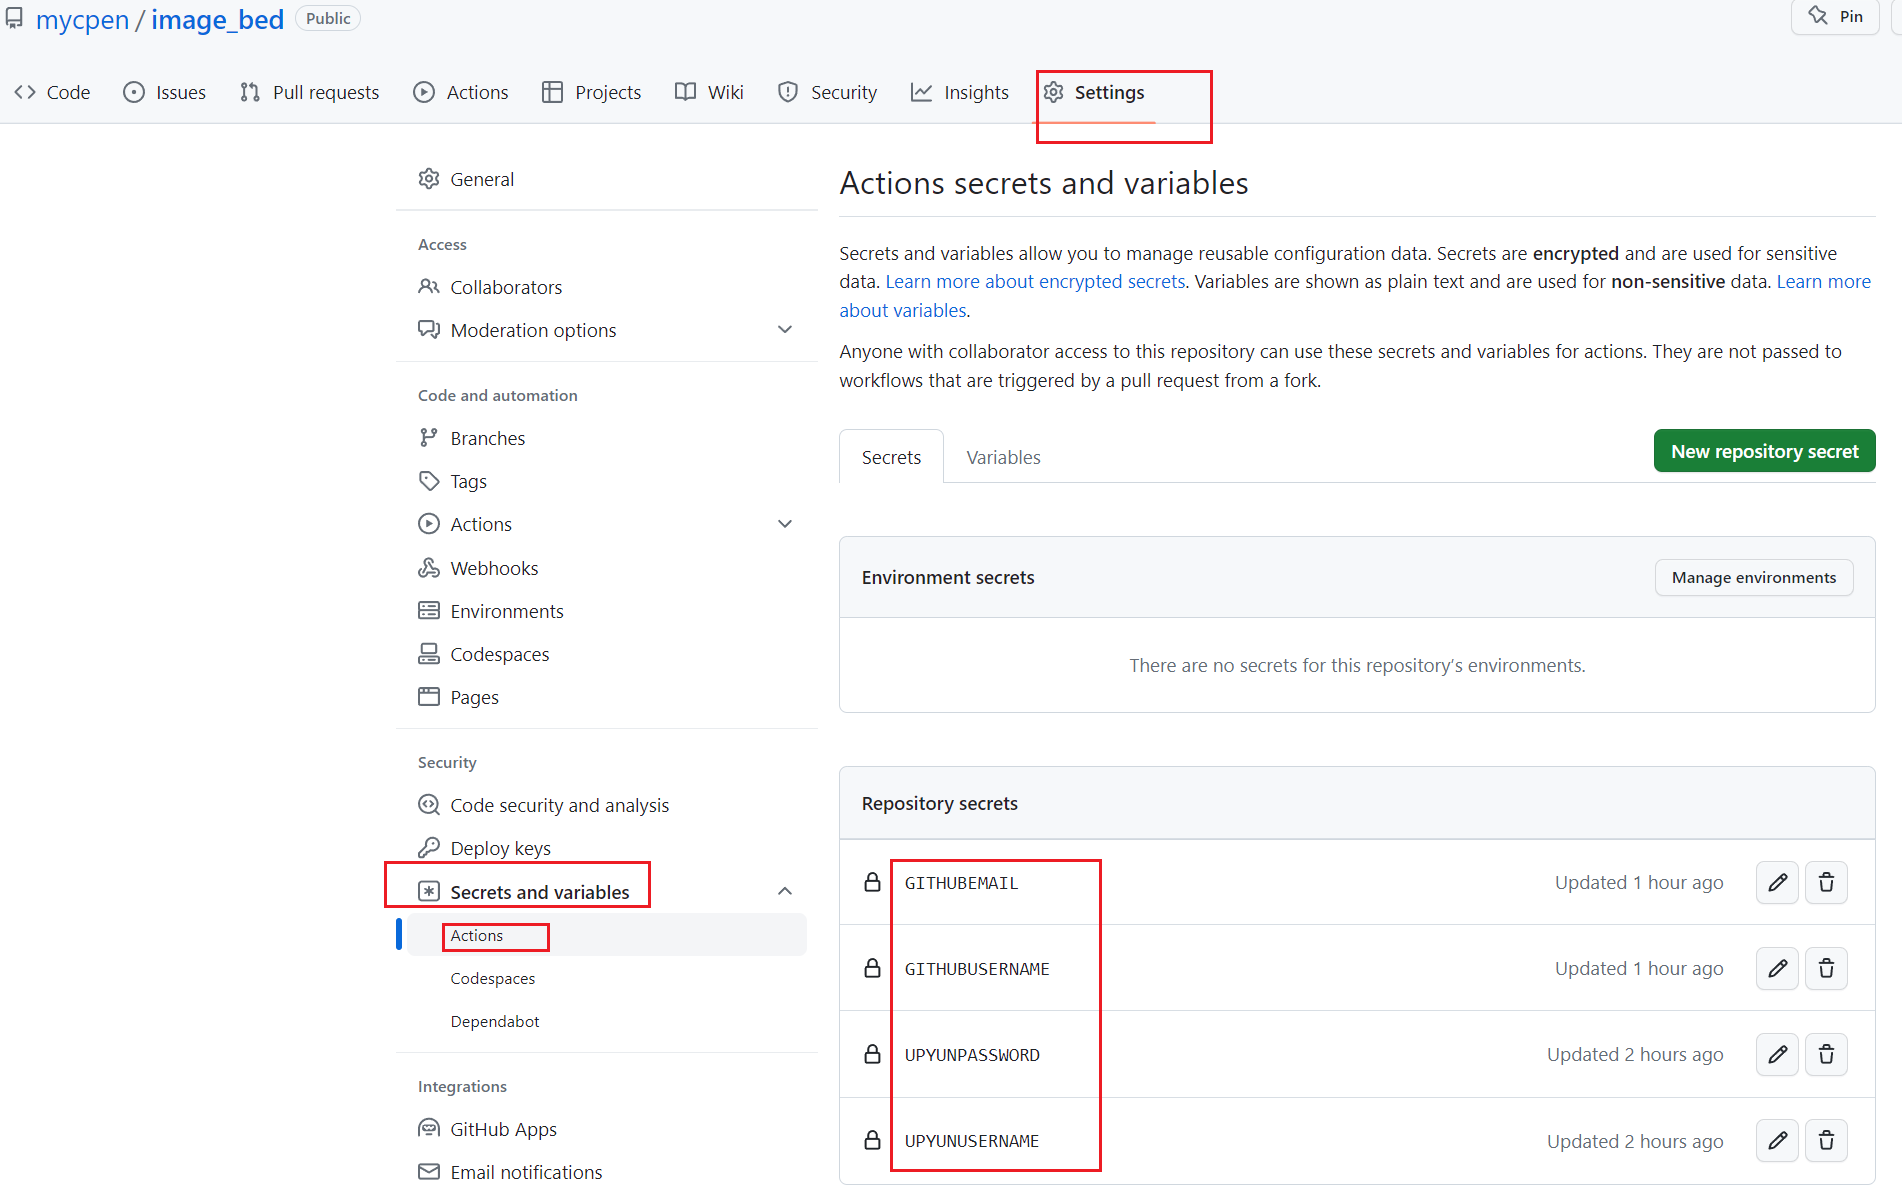 mycpen / image_bed Public
Pin
Code Issues Pull requests Actions Projects Wiki Security Insights Settings
General
Access
Collaborators
Moderation options
Code and automation
Branches
Tags
Actions
Webhooks
Environments
Codespaces
Pages
Security
Code security and analysis
Deploy keys
Secrets and variables
Actions
Codespaces
Dependabot
Integrations
GitHub Apps
Email notifications
Actions secrets and variables
Secrets and variables allow you to manage reusable configuration data. Secrets are encrypted and are used for sensitive
data. Learn more about encrypted secrets. Variables are shown as plain text and are used for non-sensitive data. Learn more
about variables.
Anyone with collaborator access to this repository can use these secrets and variables for actions. They are not passed to
workflows that are triggered by a pull request from a fork.
Secrets Variables
New repository secret
Environment secrets
Manage environments
There are no secrets for this repository's environments.
Repository secrets
GITHUBEMAIL Updated 1 hour ago
GITHUBUSERNAME Updated 1 hour ago
UPYUNPASSWORD Updated 2 hours ago
UPYUNUSERNAME Updated 2 hours ago